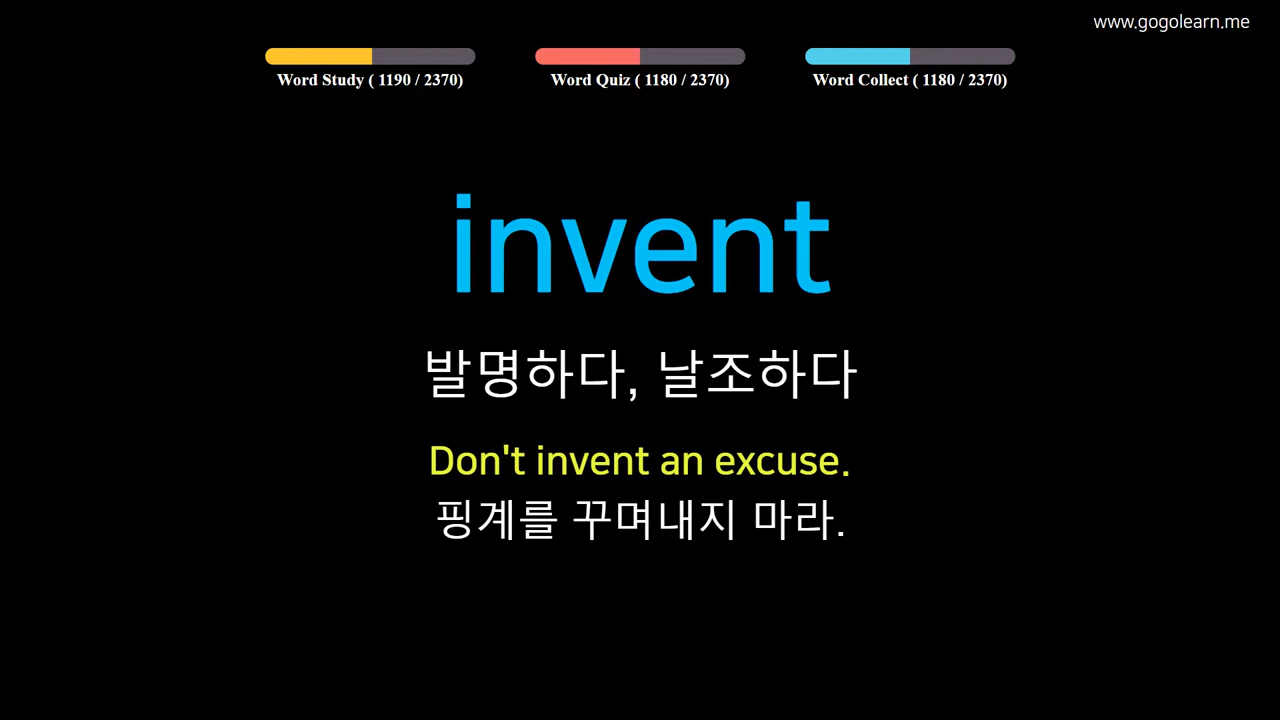 www.gogolearn.me
Word Study ( 1190 / 2370)
Word Quiz ( 1180 / 2370)
Word Collect ( 1180 / 2370)
invent
발명하다, 날조하다
Don't invent an excuse.
핑계를 꾸며내지 마라.